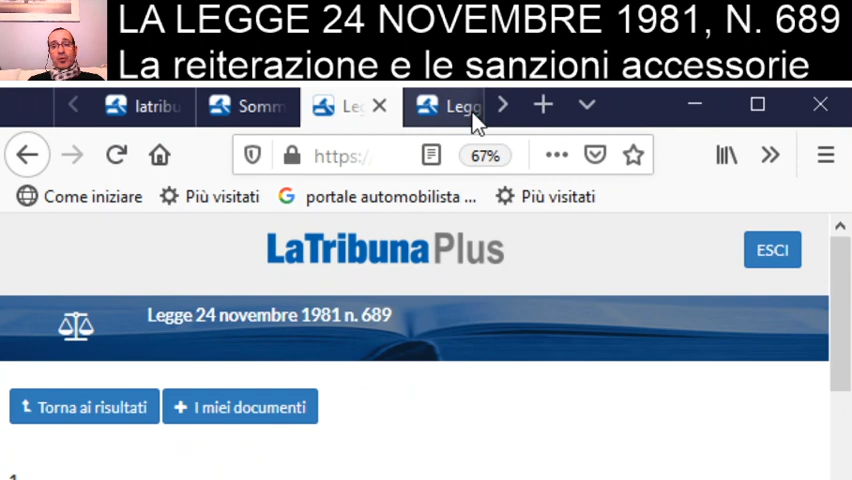 LA LEGGE 24 NOVEMBRE 1981, N. 689
La reiterazione e le sanzioni accessorie
latribu
Somm
Leg
Legg
https:/
67%
Come iniziare
Più visitati
portale automobilista ...
Più visitati
LaTribunaPlus
ESCI
Legge 24 novembre 1981 n. 689
Torna ai risultati
I miei documenti